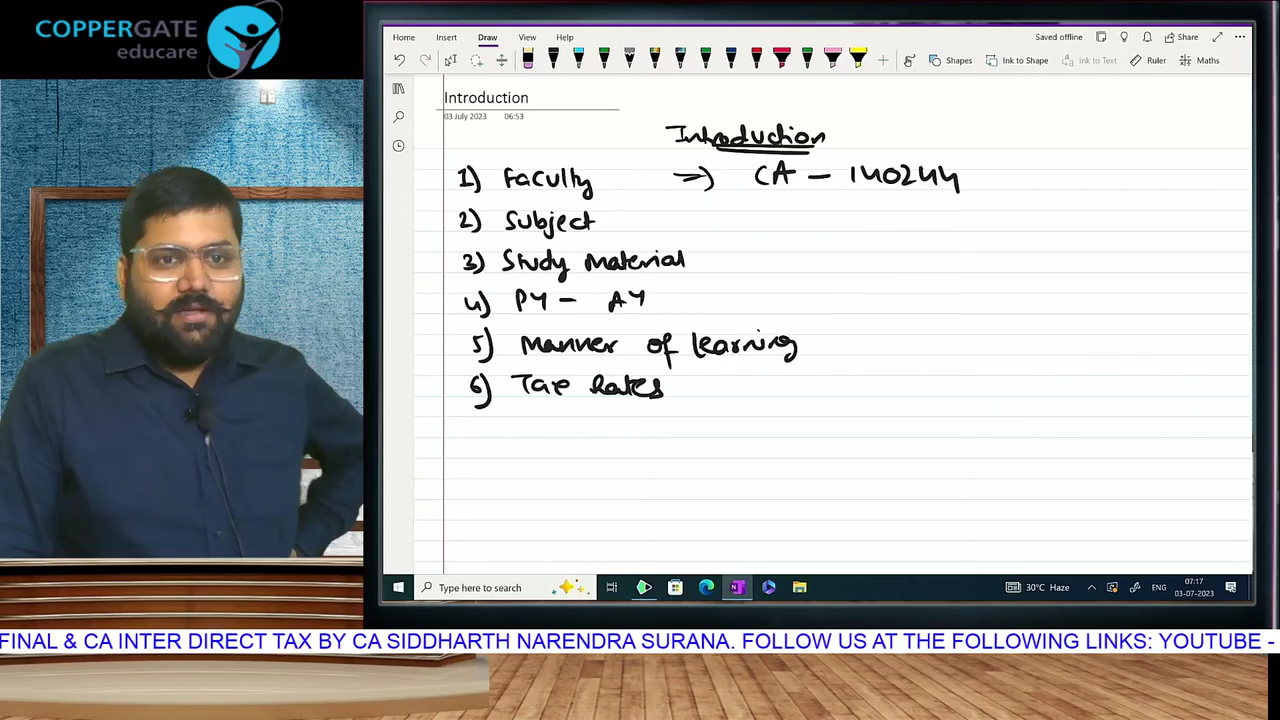 COPPERGATE
educare
Home Insert Draw View Help
Saved offline
Share
Shapes
Ink to Shape
Ink to Text
Ruler
Maths
Introduction
03 July 2023 06:53
Introduction
1) Faculty => CA - 140244
2) Subject
3) Study Material
4) PY - AY
5) Manner of learning
6) Tax Rates
Type here to search
30°C Haze
ENG
07:17
03-07-2023
FINAL & CA INTER DIRECT TAX BY CA SIDDHARTH NARENDRA SURANA. FOLLOW US AT THE FOLLOWING LINKS: YOUTUBE -